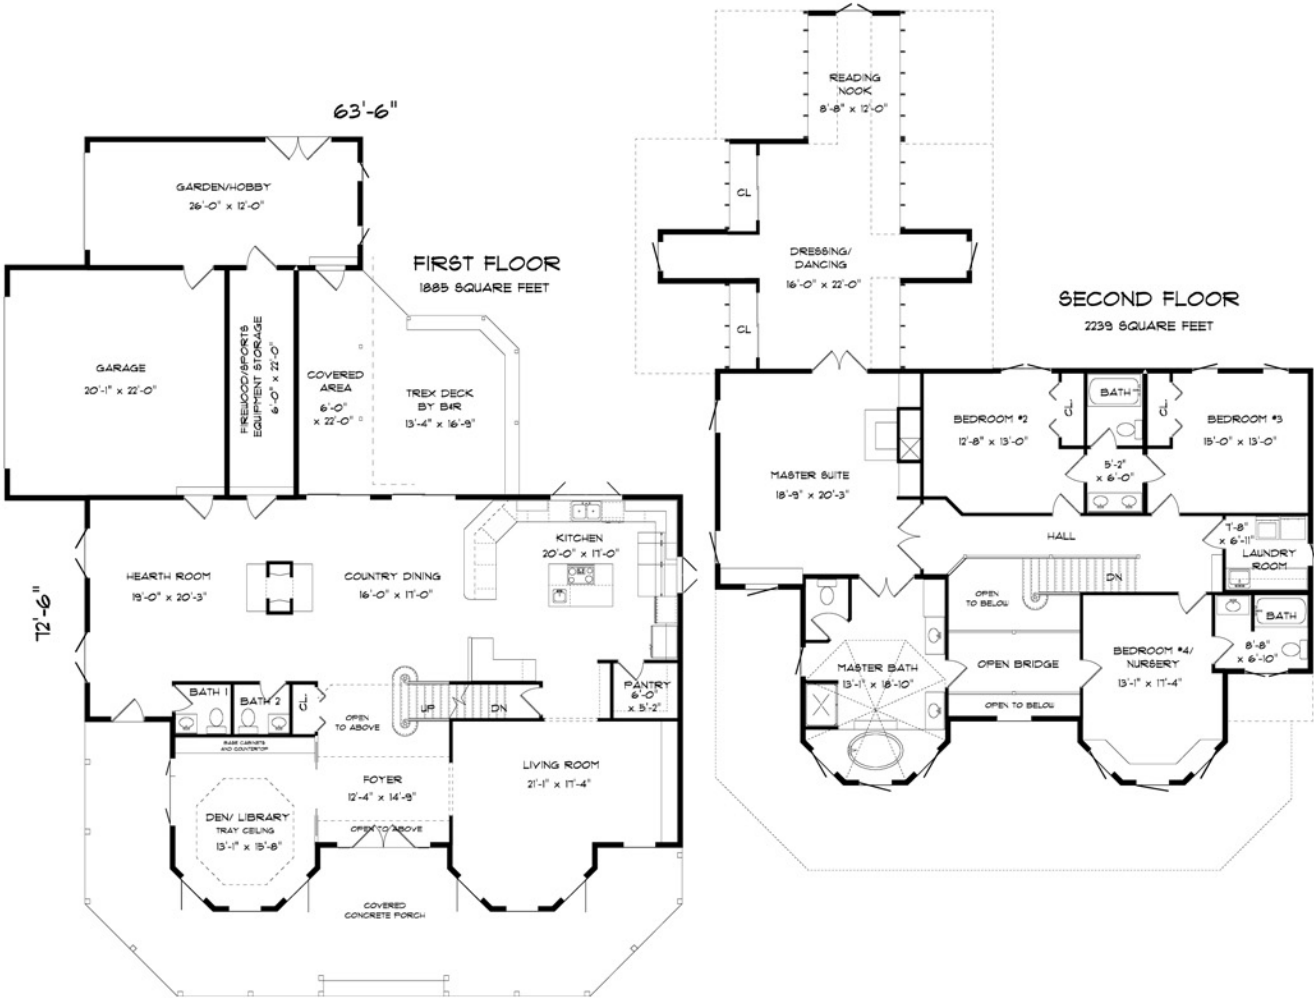 63'-6"
72'-6"
FIRST FLOOR
1885 SQUARE FEET
GARDEN/HOBBY
26'-0" x 12'-0"
GARAGE
20'-1" x 22'-0"
FIREWOOD/SPORTS
EQUIPMENT STORAGE
6'-0" x 22'-0"
COVERED
AREA
6'-0"
x 22'-0"
TREX DECK
BY B4R
13'-4" x 16'-9"
HEARTH ROOM
19'-0" x 20'-3"
COUNTRY DINING
16'-0" x 17'-0"
KITCHEN
20'-0" x 17'-0"
BATH 1
BATH 2
CL
OPEN
TO ABOVE
UP
DN
PANTRY
6'-0"
x 5'-2"
BASE CABINETS
AND COUNTERTOP
DEN/ LIBRARY
TRAY CEILING
13'-1" x 15'-8"
FOYER
12'-4" x 14'-9"
OPEN TO ABOVE
LIVING ROOM
21'-1" x 17'-4"
COVERED
CONCRETE PORCH
SECOND FLOOR
2239 SQUARE FEET
READING
NOOK
8'-8" x 12'-0"
CL
DRESSING/
DANCING
16'-0" x 22'-0"
CL
MASTER SUITE
18'-9" x 20'-3"
BEDROOM #2
12'-8" x 13'-0"
CL
BATH
5'-2"
x 6'-0"
CL
BEDROOM #3
15'-0" x 13'-0"
HALL
7'-8"
x 6'-11"
LAUNDRY
ROOM
DN
OPEN
TO BELOW
MASTER BATH
13'-1" x 18'-10"
OPEN BRIDGE
OPEN TO BELOW
BEDROOM #4/
NURSERY
13'-1" x 17'-4"
BATH
8'-8"
x 6'-10"